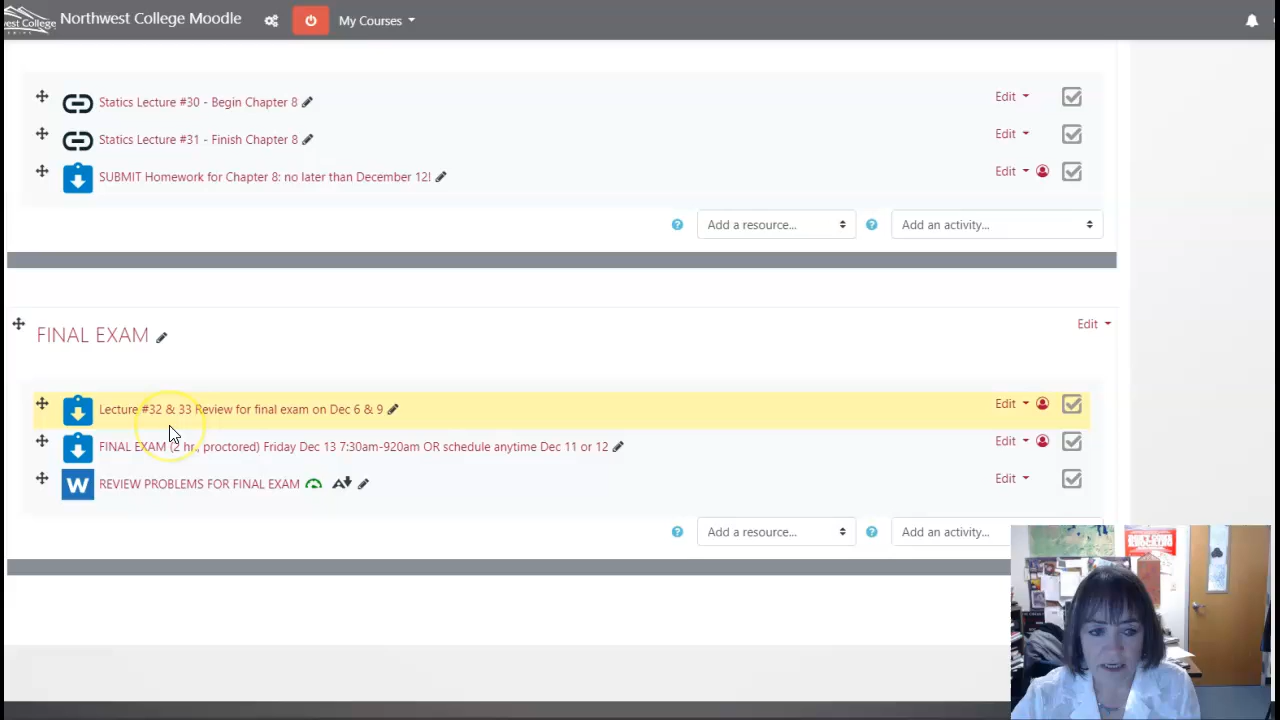 Northwest College Moodle
My Courses
Statics Lecture #30 - Begin Chapter 8
Edit
Statics Lecture #31 - Finish Chapter 8
Edit
SUBMIT Homework for Chapter 8: no later than December 12!
Edit
Add a resource...
Add an activity...
FINAL EXAM
Edit
Lecture #32 & 33 Review for final exam on Dec 6 & 9
Edit
FINAL EXAM (2 hr, proctored) Friday Dec 13 7:30am-920am OR schedule anytime Dec 11 or 12
Edit
W REVIEW PROBLEMS FOR FINAL EXAM
Edit
Add a resource...
Add an activity...